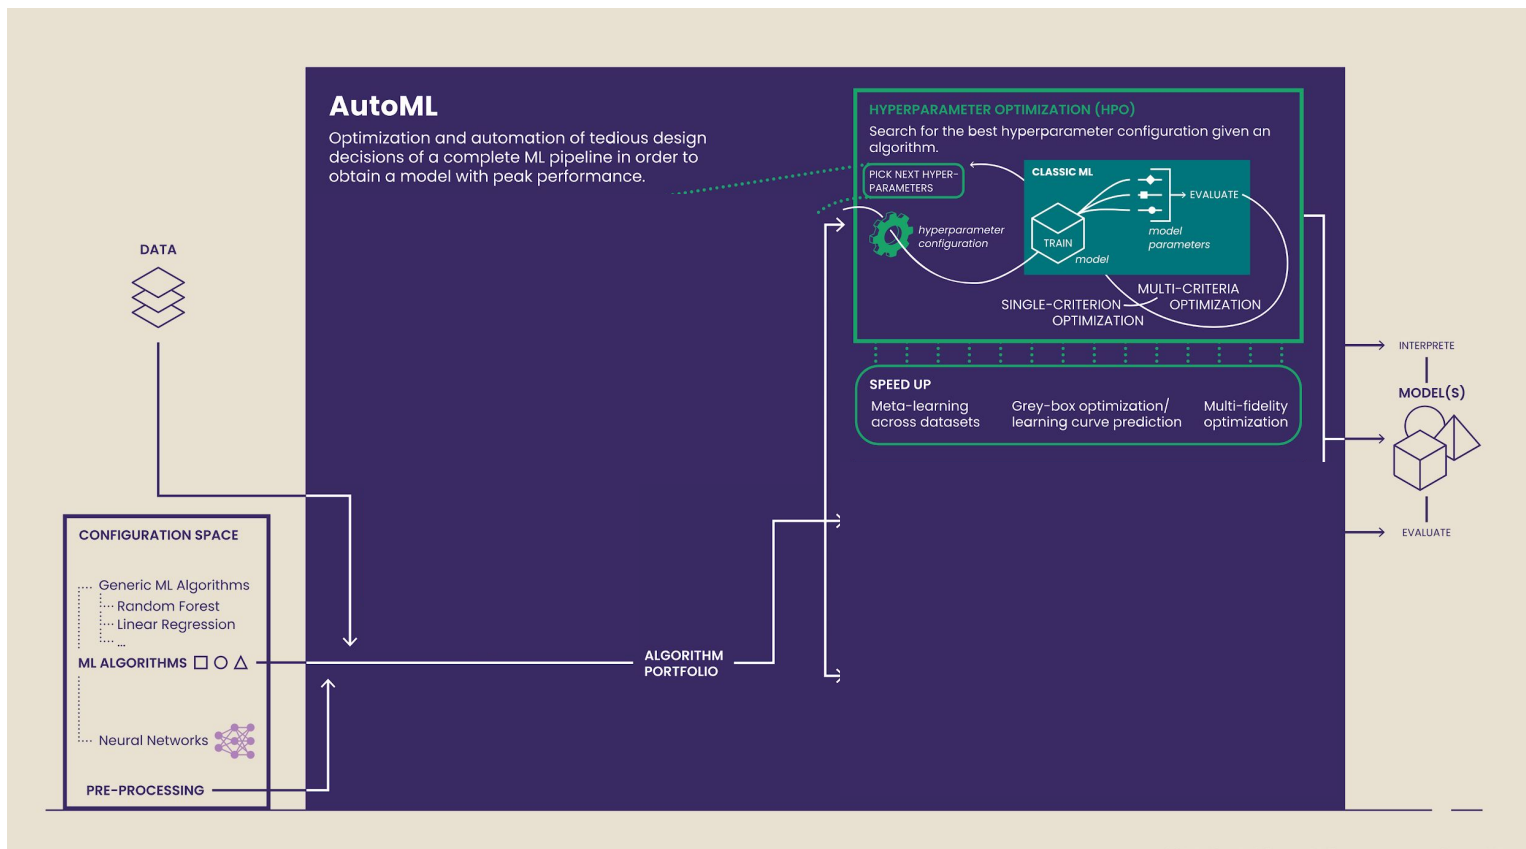 AutoML
Optimization and automation of tedious design
decisions of a complete ML pipeline in order to
obtain a model with peak performance.
DATA
CONFIGURATION SPACE
Generic ML Algorithms
Random Forest
Linear Regression
...
ML ALGORITHMS
Neural Networks
PRE-PROCESSING
ALGORITHM
PORTFOLIO
HYPERPARAMETER OPTIMIZATION (HPO)
Search for the best hyperparameter configuration given an
algorithm.
PICK NEXT HYPER-
PARAMETERS
hyperparameter
configuration
CLASSIC ML
TRAIN
model
EVALUATE
model
parameters
SINGLE-CRITERION
OPTIMIZATION
MULTI-CRITERIA
OPTIMIZATION
SPEED UP
Meta-learning
across datasets
Grey-box optimization/
learning curve prediction
Multi-fidelity
optimization
INTERPRETE
MODEL(S)
EVALUATE